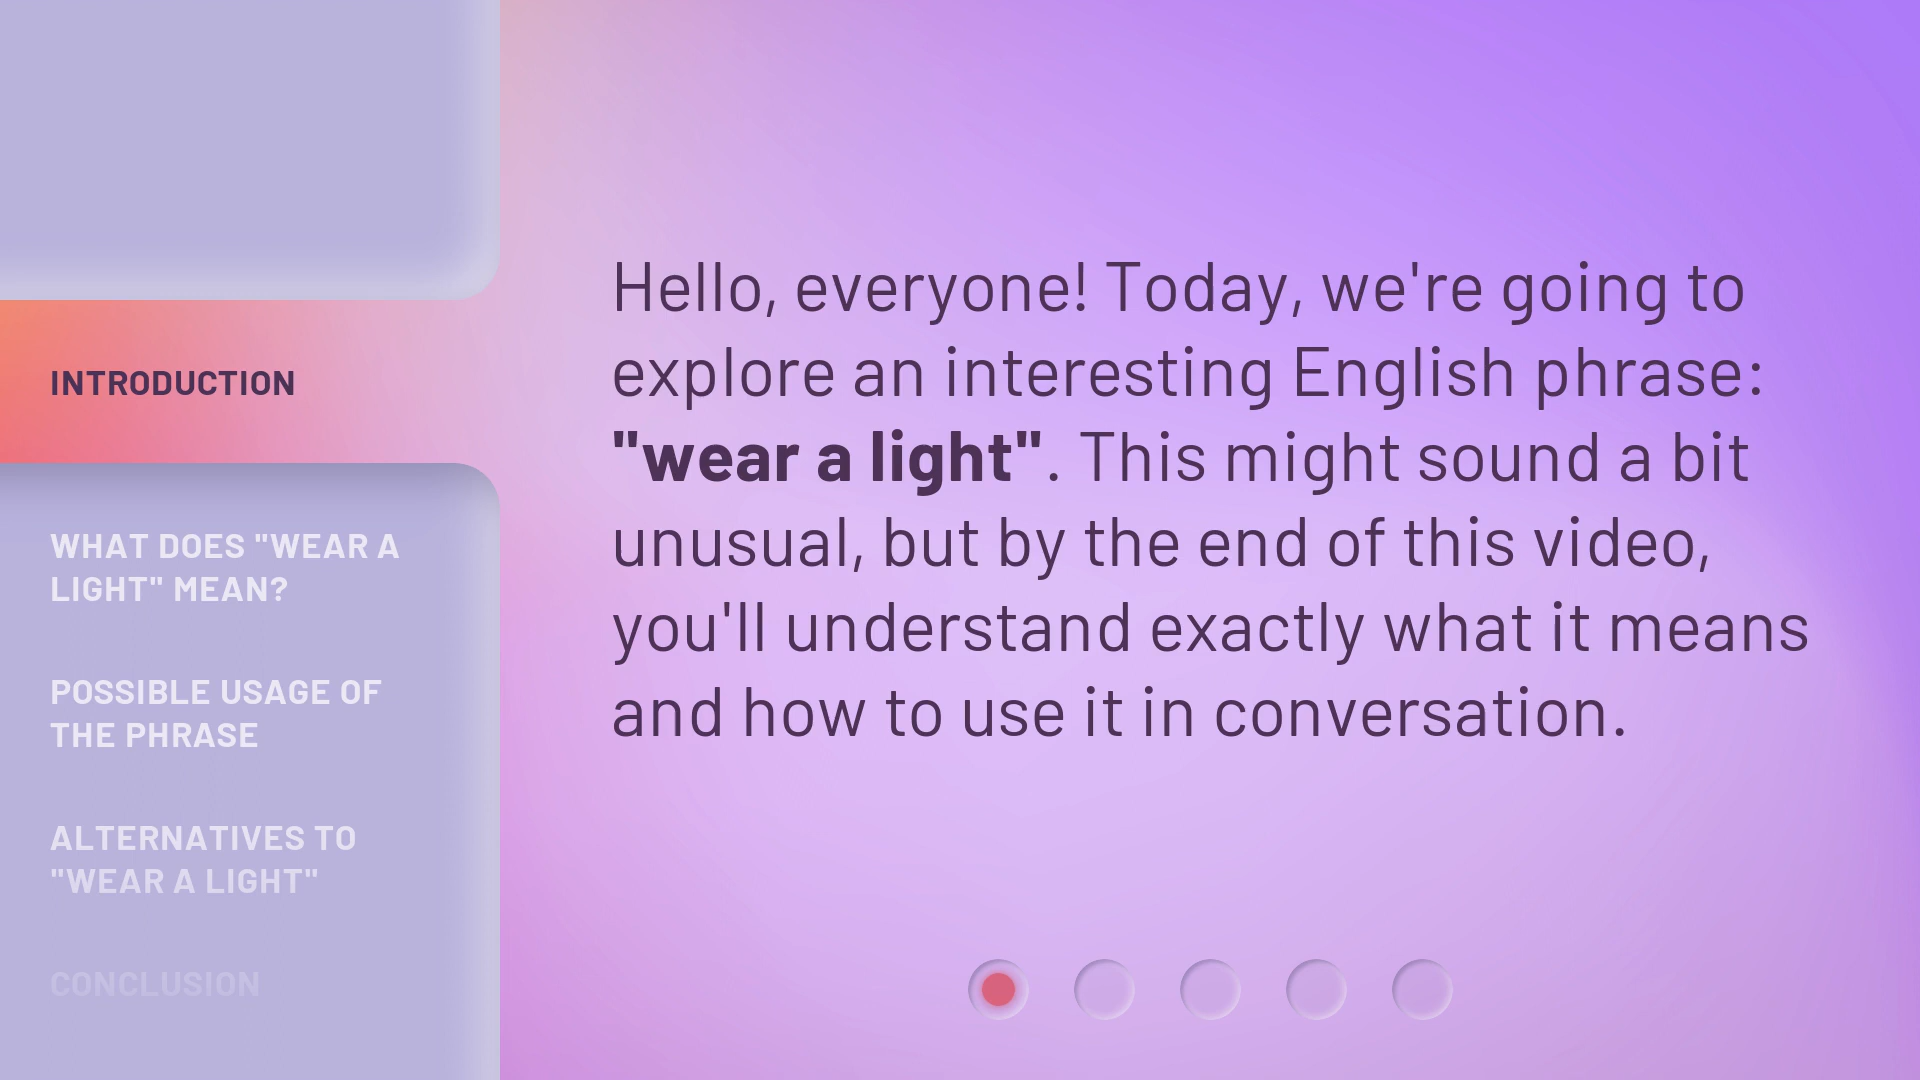 INTRODUCTION
WHAT DOES "WEAR A
LIGHT" MEAN?
POSSIBLE USAGE OF
THE PHRASE
ALTERNATIVES TO
"WEAR A LIGHT"
CONCLUSION
Hello, everyone! Today, we're going to
explore an interesting English phrase:
"wear a light". This might sound a bit
unusual, but by the end of this video,
you'll understand exactly what it means
and how to use it in conversation.